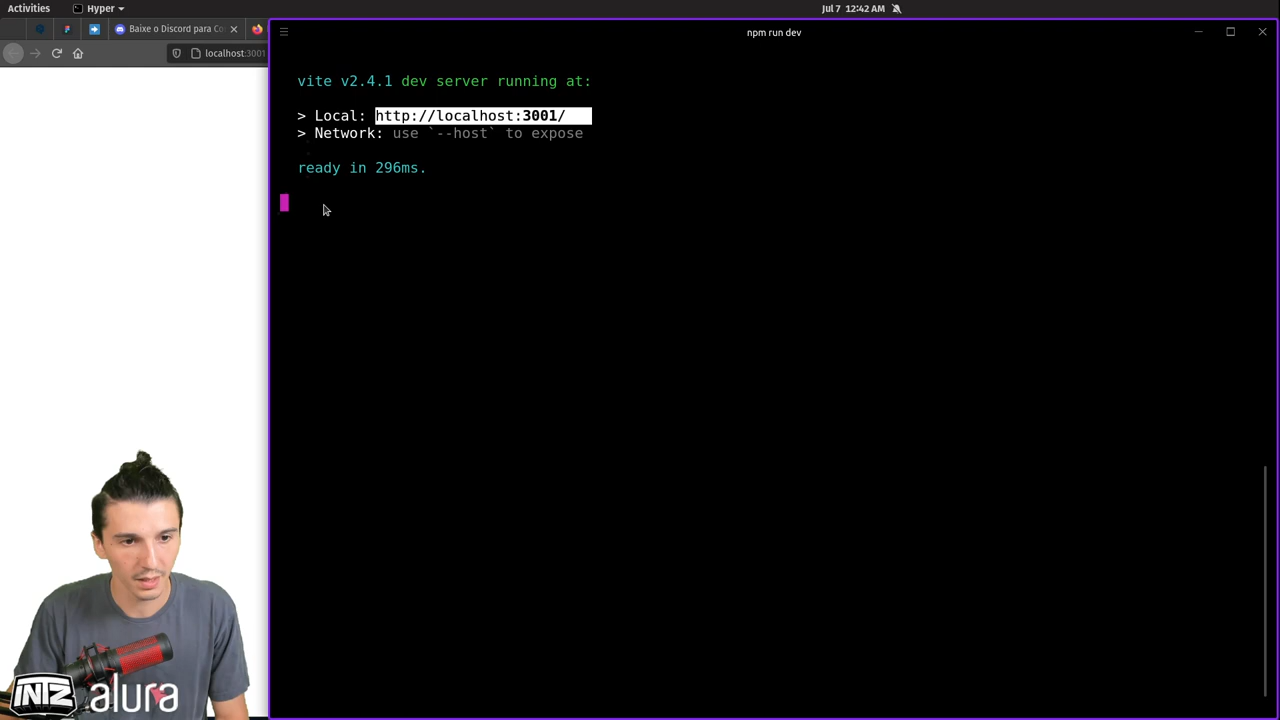 Activities
Hyper
Jul 7 12:42 AM
Baixe o Discord para Co
localhost:3001
npm run dev
vite v2.4.1 dev server running at:
> Local: http://localhost:3001/
> Network: use `--host` to expose
ready in 296ms.
INTZ alura